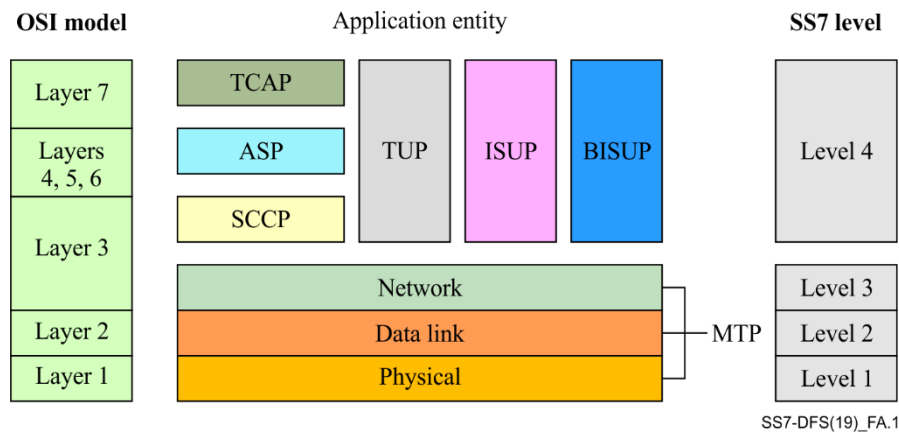 OSI model
Application entity
SS7 level
Layer 7
Layers
4, 5, 6
Layer 3
Layer 2
Layer 1
TCAP
ASP
SCCP
TUP
ISUP
BISUP
Network
Data link
Physical
MTP
Level 4
Level 3
Level 2
Level 1
SS7-DFS(19)_FA.1